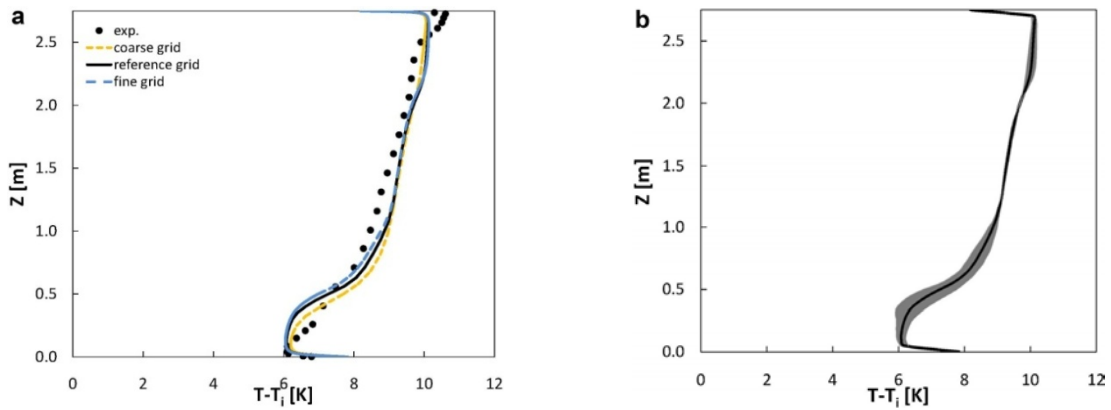 a
exp.
coarse grid
reference grid
fine grid
2.5
2.0
1.5
1.0
0.5
0.0
Z [m]
0 2 4 6 8 10 12
T-Ti [K]
b
2.5
2.0
1.5
1.0
0.5
0.0
Z [m]
0 2 4 6 8 10 12
T-Ti [K]